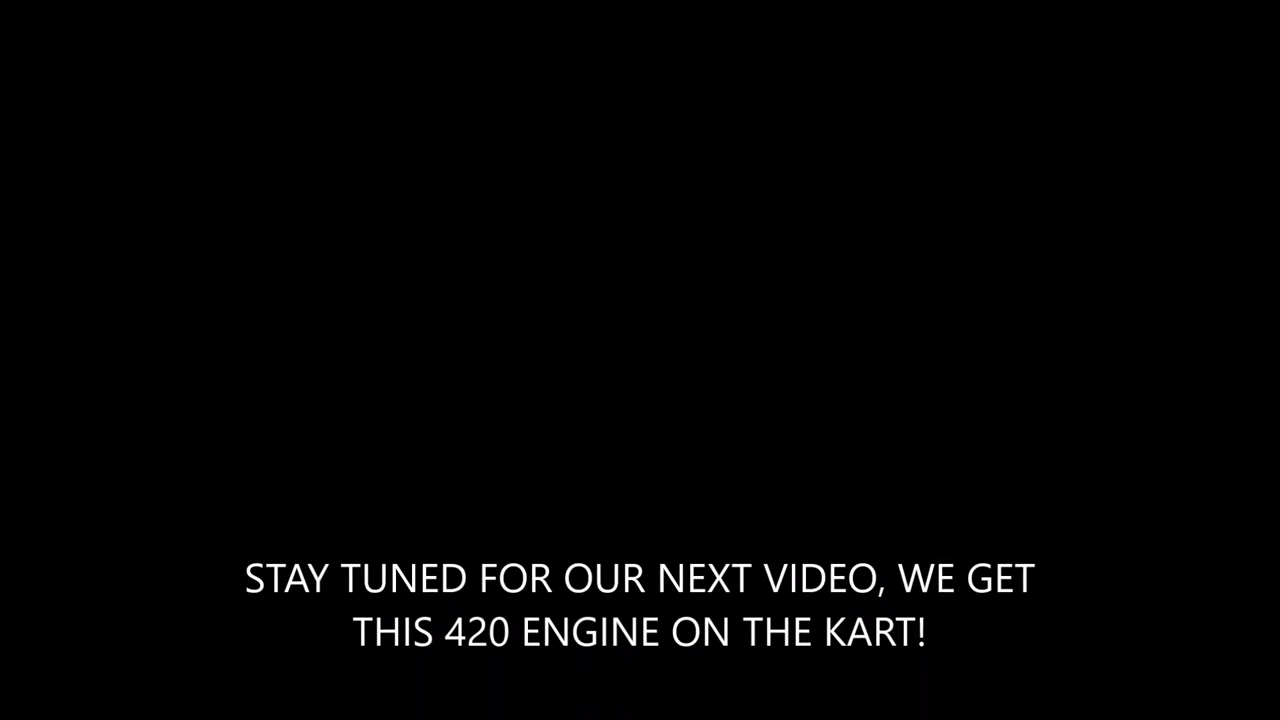 STAY TUNED FOR OUR NEXT VIDEO, WE GET
THIS 420 ENGINE ON THE KART!